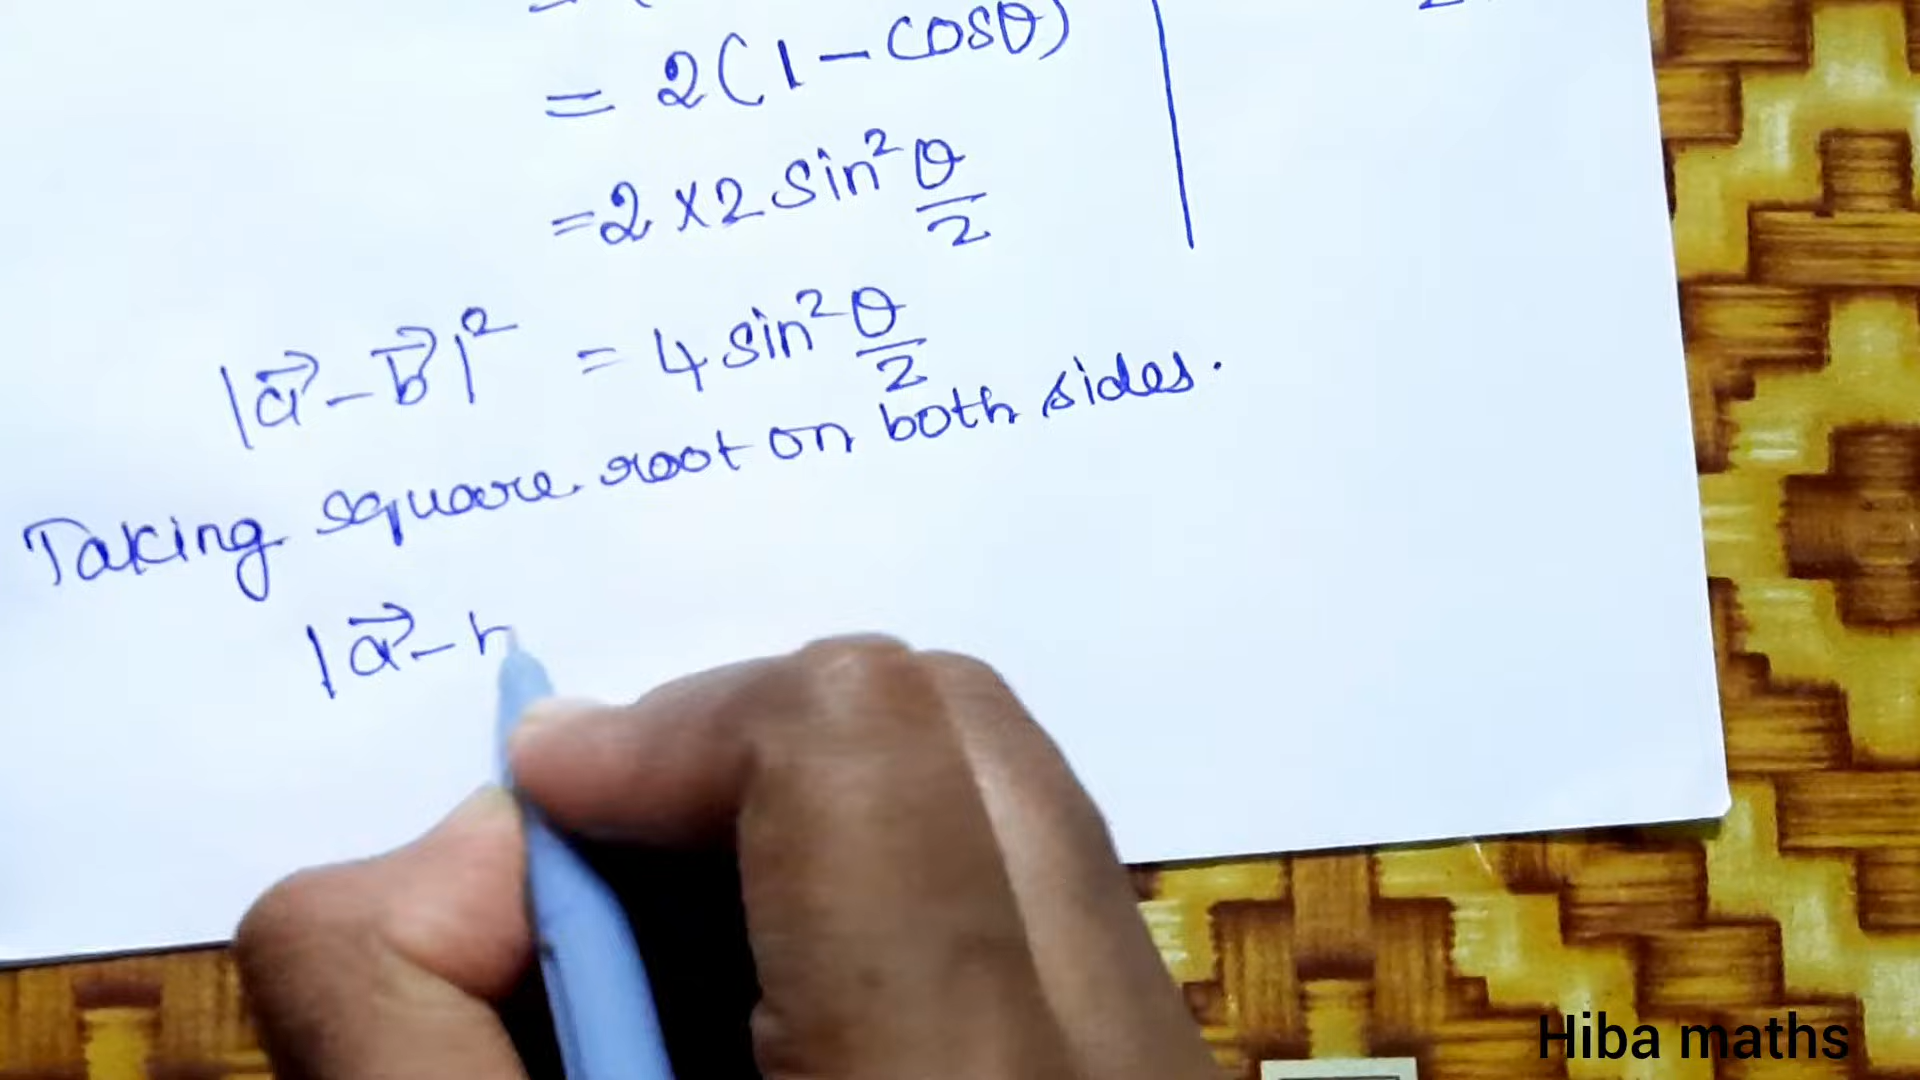 = 2(1 - cosθ)
= 2 × 2 sin² θ/2
|a⃗ - b⃗|² = 4 sin² θ/2
Taking square root on both sides.
|a⃗ -
Hiba maths